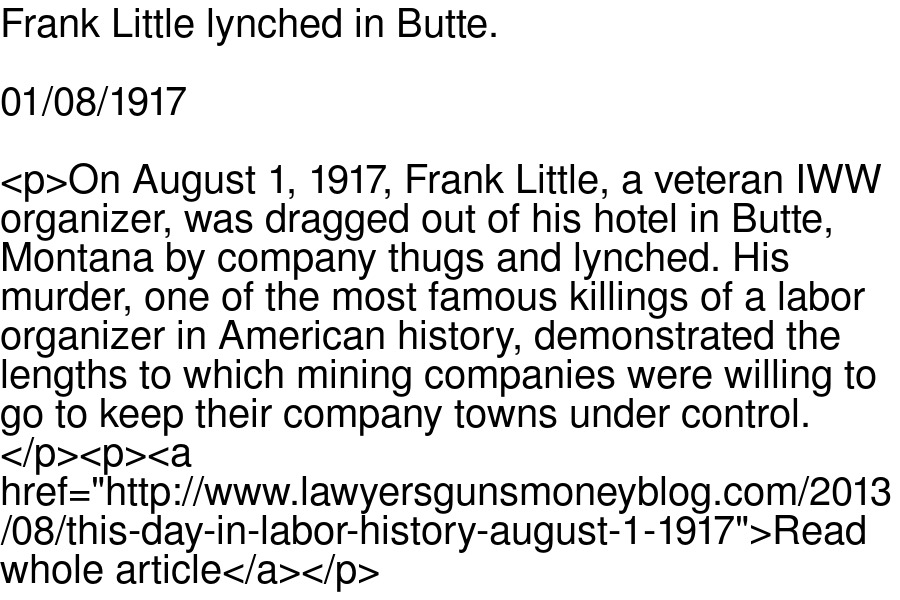 Frank Little lynched in Butte.
01/08/1917
<p>On August 1, 1917, Frank Little, a veteran IWW
organizer, was dragged out of his hotel in Butte,
Montana by company thugs and lynched. His
murder, one of the most famous killings of a labor
organizer in American history, demonstrated the
lengths to which mining companies were willing to
go to keep their company towns under control.
</p><p><a
href="http://www.lawyersgunsmoneyblog.com/2013
/08/this-day-in-labor-history-august-1-1917">Read
whole article</a></p>